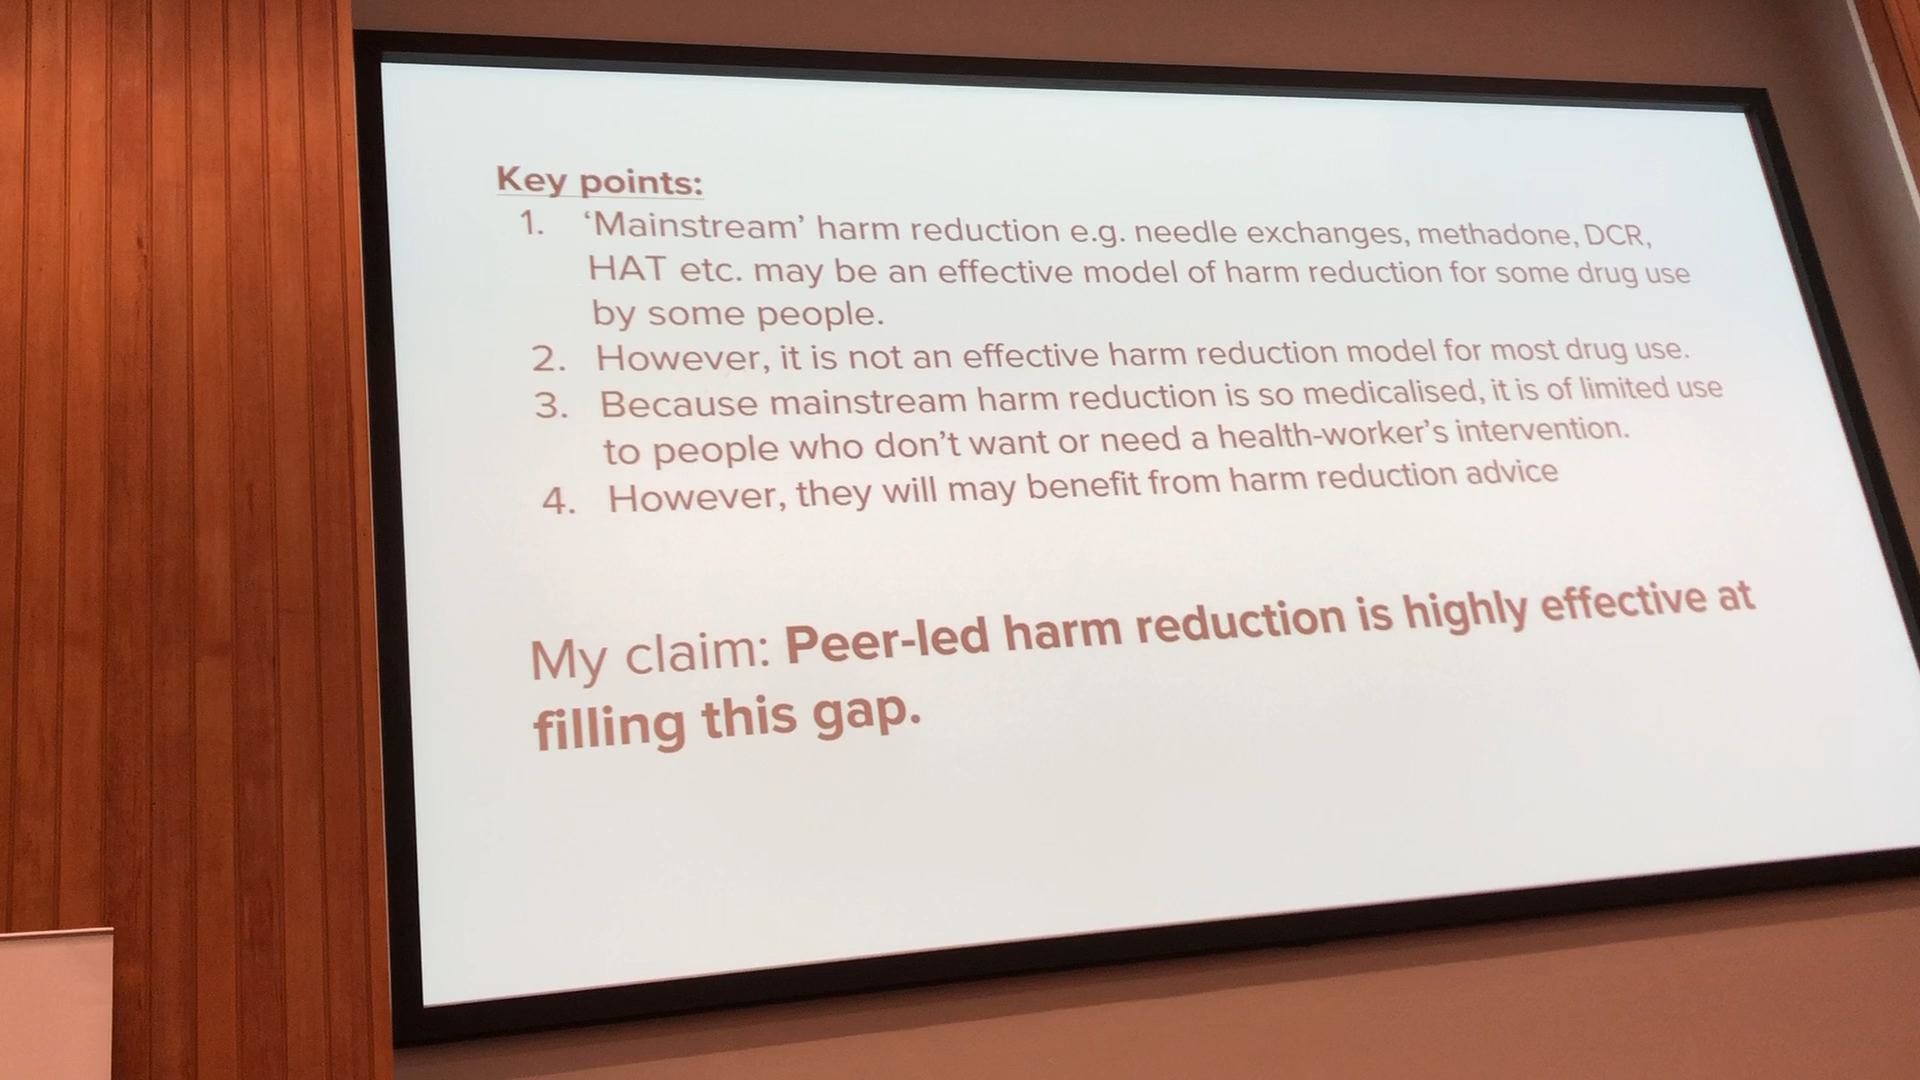 Key points:
1. ‘Mainstream’ harm reduction e.g. needle exchanges, methadone, DCR,
HAT etc. may be an effective model of harm reduction for some drug use
by some people.
2. However, it is not an effective harm reduction model for most drug use.
3. Because mainstream harm reduction is so medicalised, it is of limited use
to people who don’t want or need a health-worker’s intervention.
4. However, they will may benefit from harm reduction advice
My claim: Peer-led harm reduction is highly effective at
filling this gap.